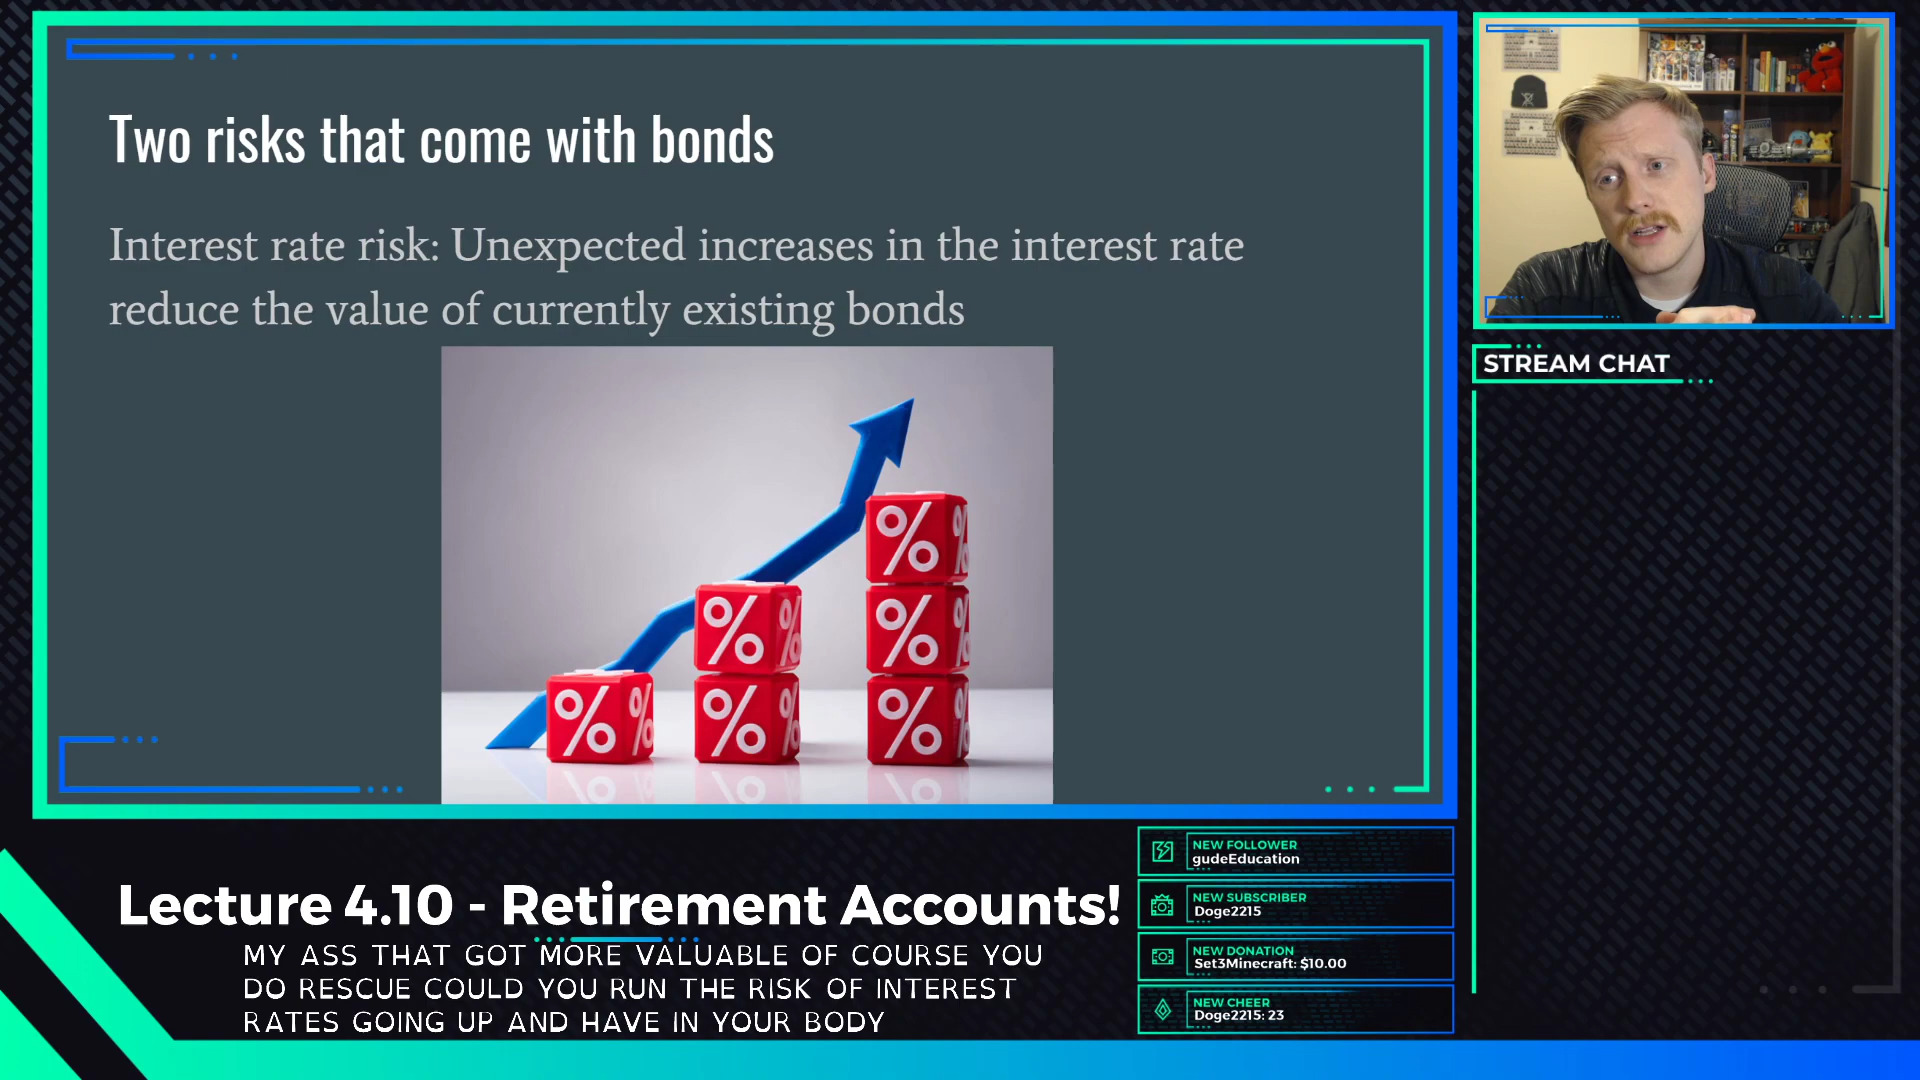 Two risks that come with bonds
Interest rate risk: Unexpected increases in the interest rate
reduce the value of currently existing bonds
% % % % % %
% % % %
% %
STREAM CHAT
Lecture 4.10 - Retirement Accounts!
MY ASS THAT GOT MORE VALUABLE OF COURSE YOU
DO RESCUE COULD YOU RUN THE RISK OF INTEREST
RATES GOING UP AND HAVE IN YOUR BODY
NEW FOLLOWER
gudeEducation
NEW SUBSCRIBER
Doge2215
NEW DONATION
Set3Minecraft: $10.00
NEW CHEER
Doge2215: 23